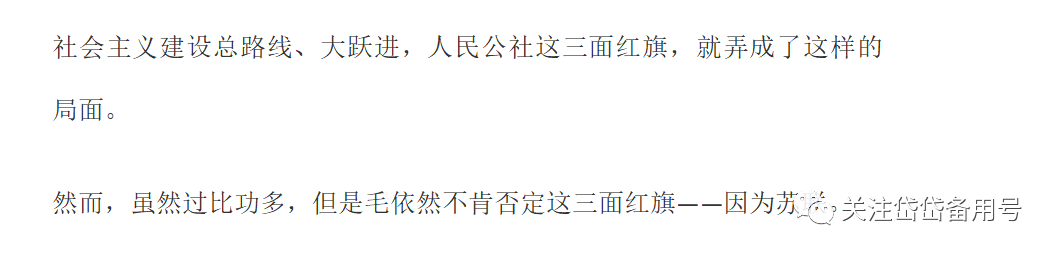 社会主义建设总路线、大跃进，人民公社这三面红旗，就弄成了这样的
局面。
然而，虽然过比功多，但是毛依然不肯否定这三面红旗——因为苏联，
关注岱岱备用号